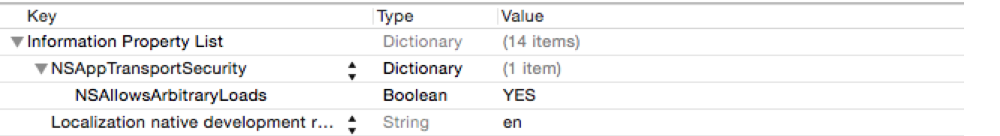 Key Type Value
Information Property List Dictionary (14 items)
NSAppTransportSecurity Dictionary (1 item)
NSAllowsArbitraryLoads Boolean YES
Localization native development r... String en